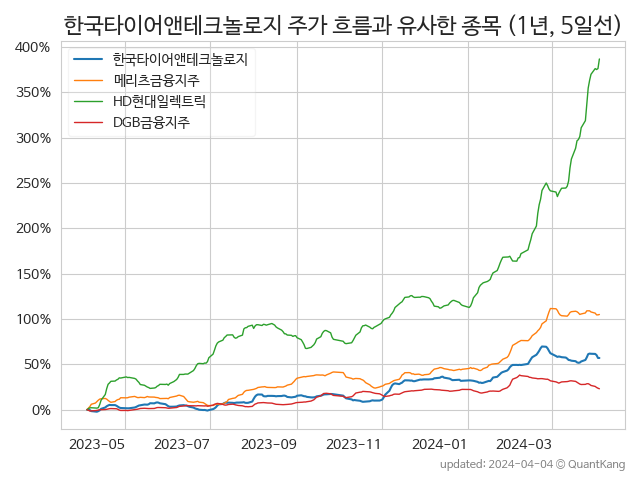 한국타이어앤테크놀로지 주가 흐름과 유사한 종목 (1년, 5일선)
400%
350%
300%
250%
200%
150%
100%
50%
0%
한국타이어앤테크놀로지
메리츠금융지주
HD현대일렉트릭
DGB금융지주
2023-05 2023-07 2023-09 2023-11 2024-01 2024-03
updated: 2024-04-04 © QuantKang